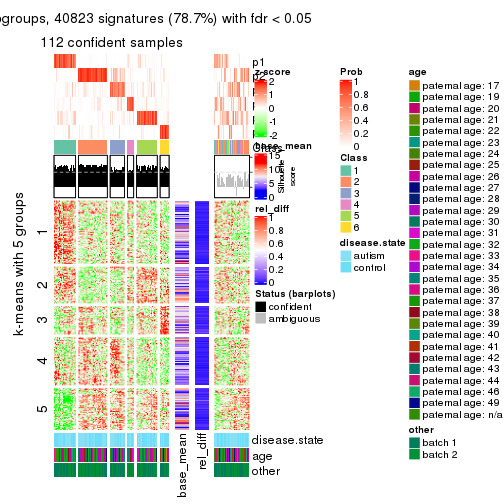 ogroups, 40823 signatures (78.7%) with fdr < 0.05
112 confident samples
p1
z-score
2
1
0
-1
-2
base_mean
15
10
5
0
Silhouette
score
rel_diff
1
0.8
0.6
0.4
0.2
0
Status (barplots)
confident
ambiguous
k-means with 5 groups
1
2
3
4
5
base_mean
rel_diff
disease.state
age
other
Prob
1
0.8
0.6
0.4
0.2
0
Class
1
2
3
4
5
6
disease.state
autism
control
age
paternal age: 17
paternal age: 19
paternal age: 20
paternal age: 21
paternal age: 22
paternal age: 23
paternal age: 24
paternal age: 25
paternal age: 26
paternal age: 27
paternal age: 28
paternal age: 29
paternal age: 30
paternal age: 31
paternal age: 32
paternal age: 33
paternal age: 34
paternal age: 35
paternal age: 36
paternal age: 37
paternal age: 38
paternal age: 39
paternal age: 40
paternal age: 41
paternal age: 42
paternal age: 43
paternal age: 44
paternal age: 46
paternal age: 49
paternal age: n/a
other
batch 1
batch 2